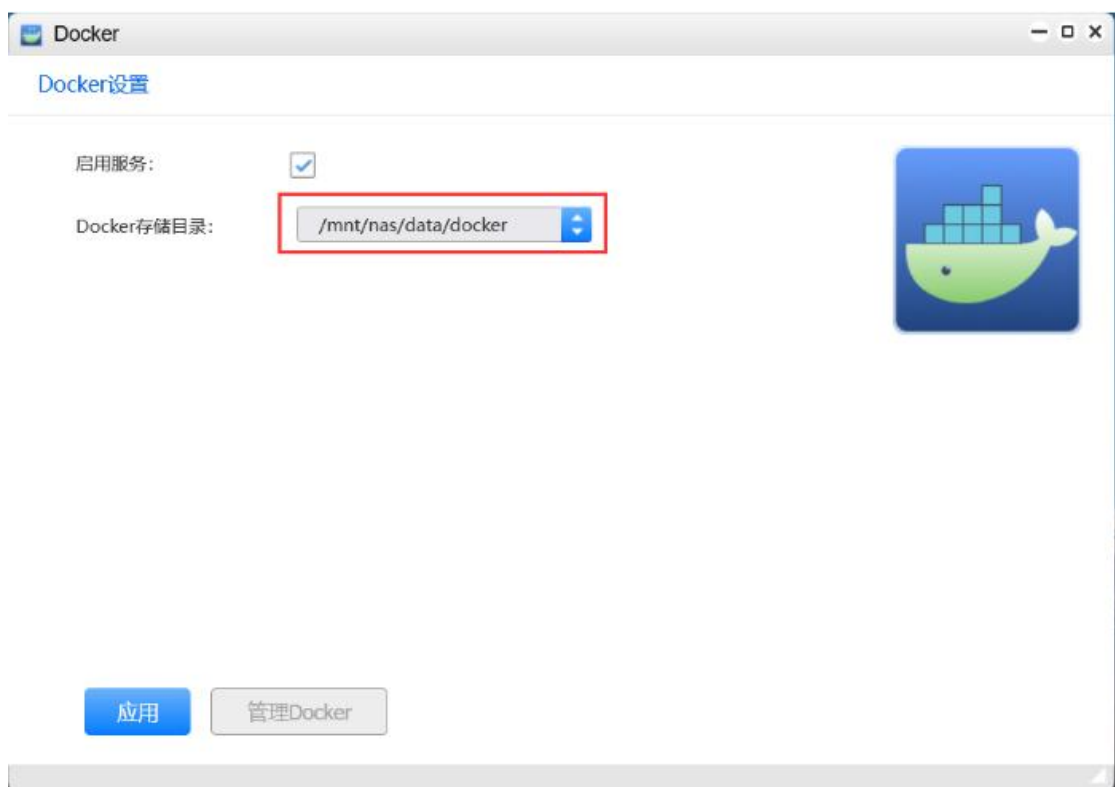 Docker
Docker设置
启用服务：
Docker存储目录：
/mnt/nas/data/docker
应用
管理Docker